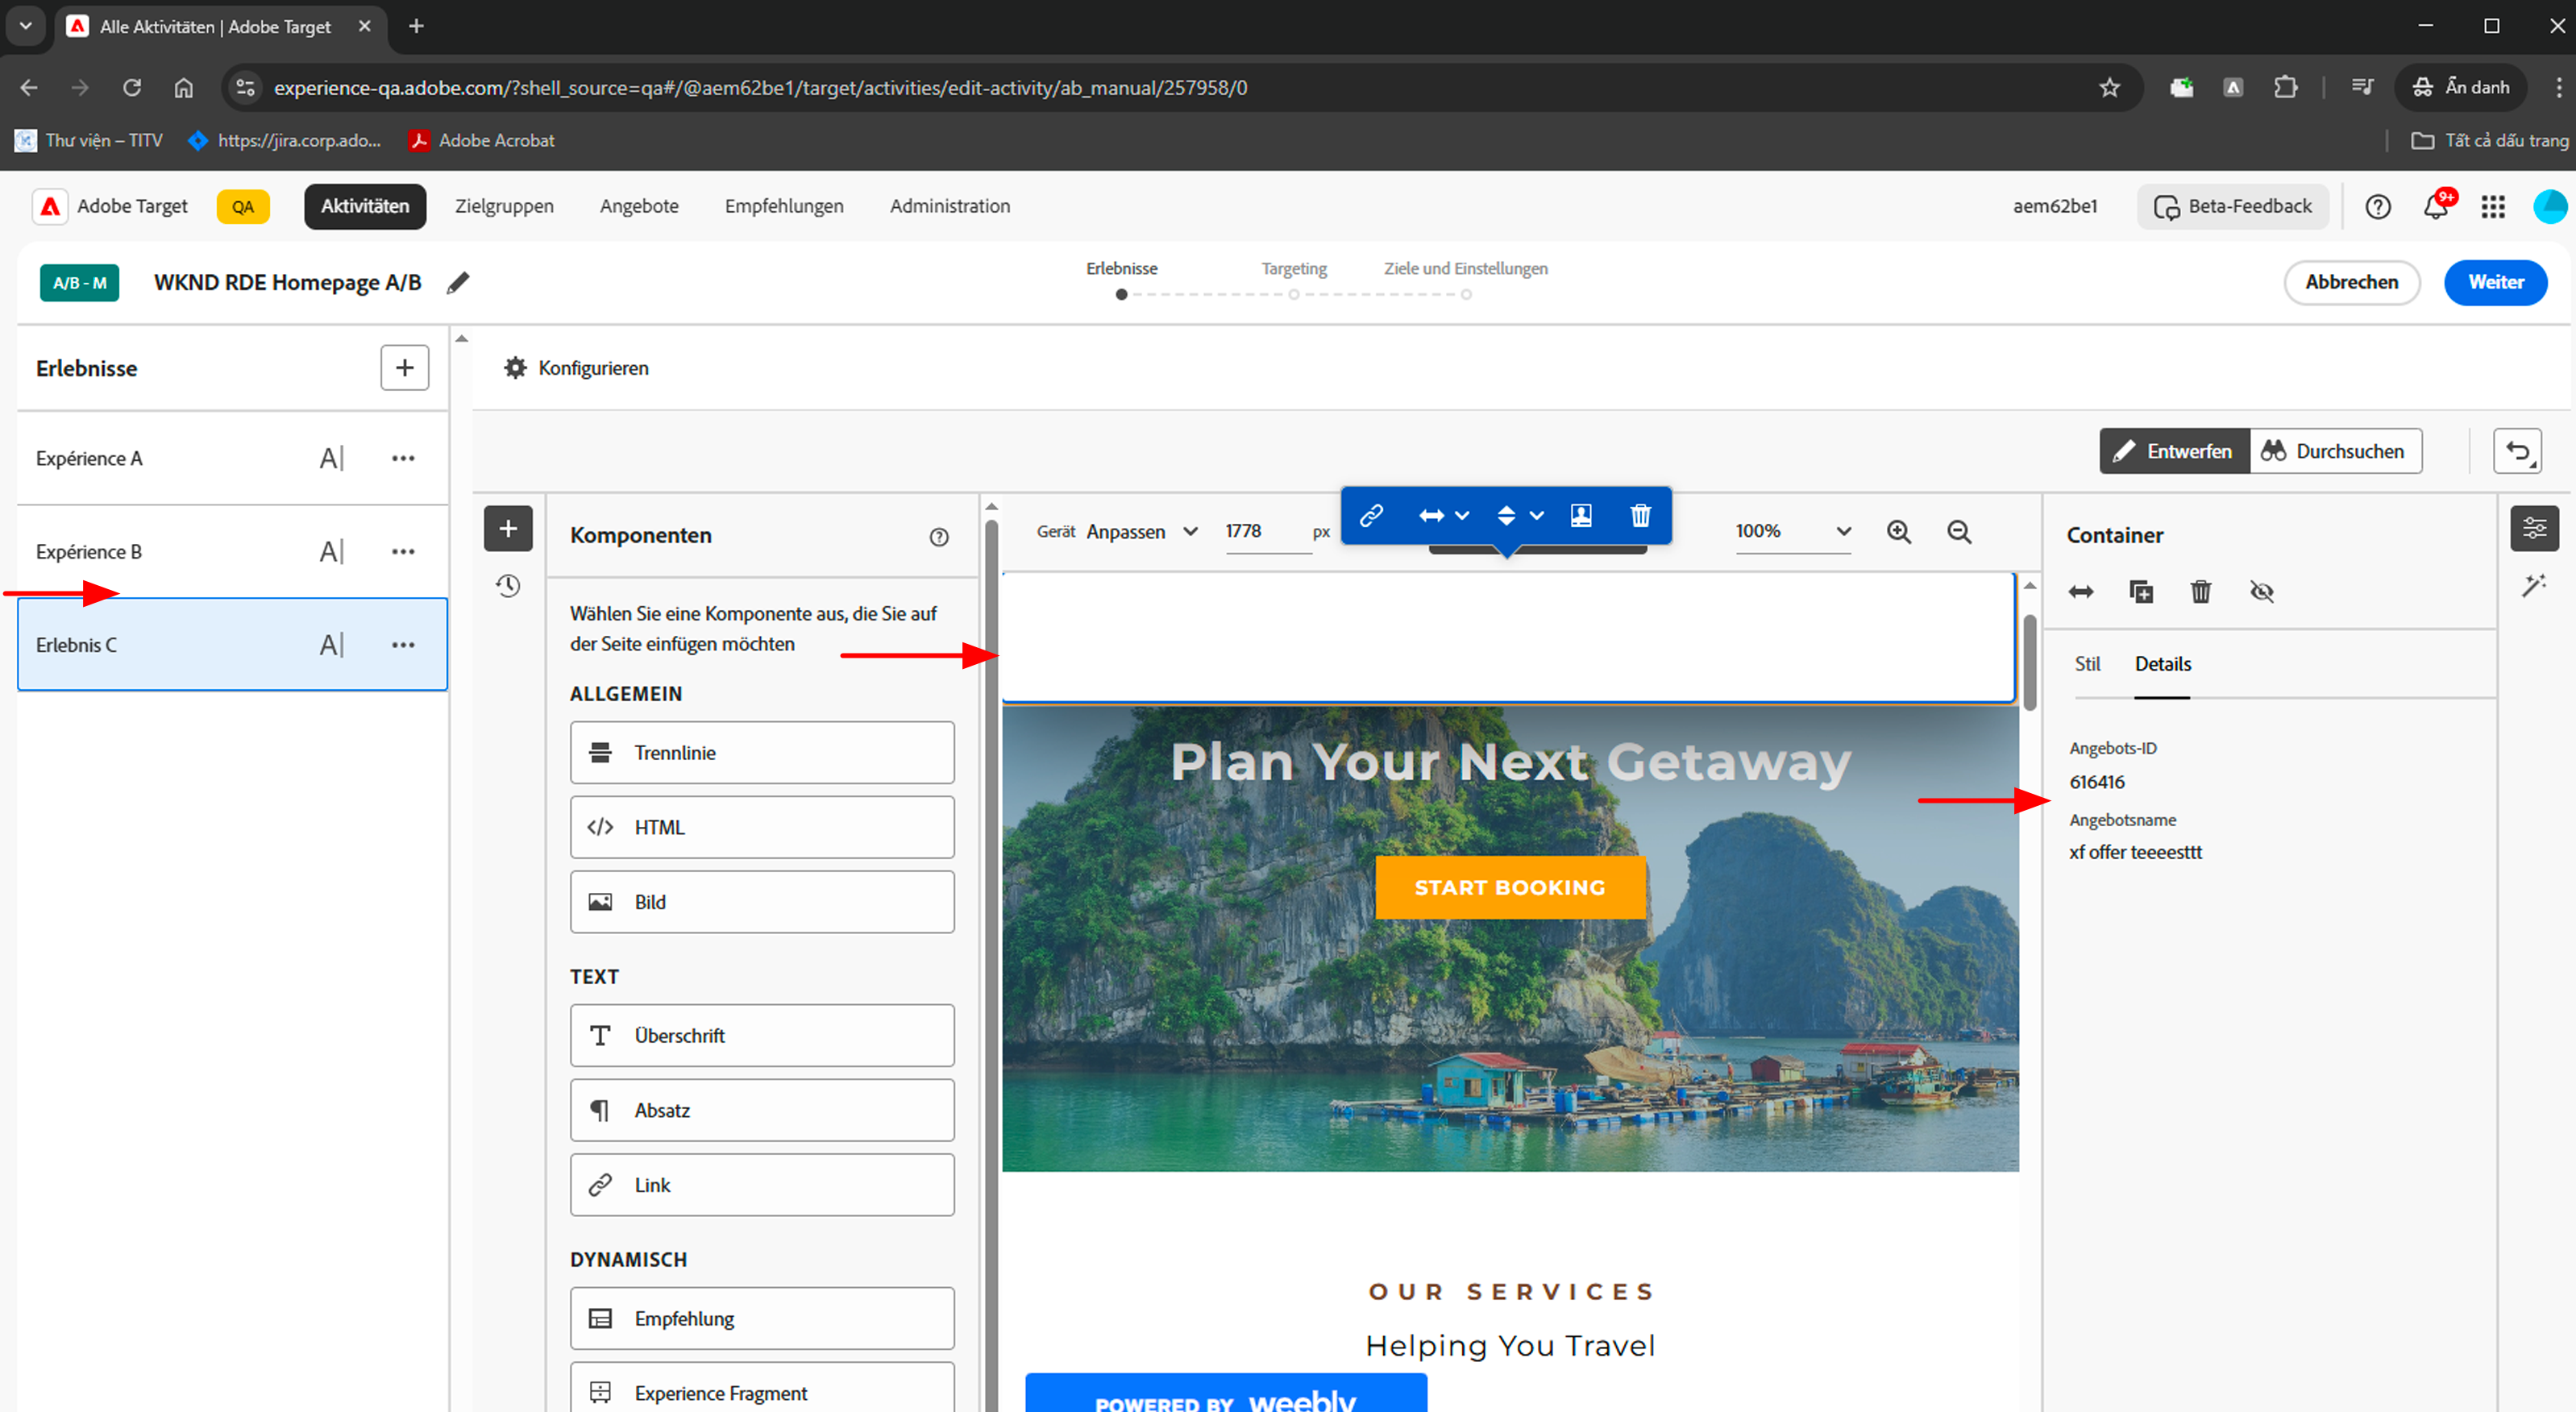 Alle Aktivitäten | Adobe Target
experience-qa.adobe.com/?shell_source=qa#/@aem62be1/target/activities/edit-activity/ab_manual/257958/0
Ẩn danh
Thư viện – TITV
https://jira.corp.ado...
Adobe Acrobat
Tất cả dấu trang
Adobe Target
QA
Aktivitäten
Zielgruppen
Angebote
Empfehlungen
Administration
aem62be1
Beta-Feedback
9+
A/B - M
WKND RDE Homepage A/B
Erlebnisse
Targeting
Ziele und Einstellungen
Abbrechen
Weiter
Erlebnisse
Konfigurieren
Expérience A
A|
Expérience B
A|
Erlebnis C
A|
Entwerfen
Durchsuchen
Komponenten
Wählen Sie eine Komponente aus, die Sie auf
der Seite einfügen möchten
ALLGEMEIN
Trennlinie
HTML
Bild
TEXT
Überschrift
Absatz
Link
DYNAMISCH
Empfehlung
Experience Fragment
Gerät
Anpassen
1778
px
100%
Plan Your Next Getaway
START BOOKING
OUR SERVICES
Helping You Travel
POWERED BY weebly
Container
Stil
Details
Angebots-ID
616416
Angebotsname
xf offer teeeesttt